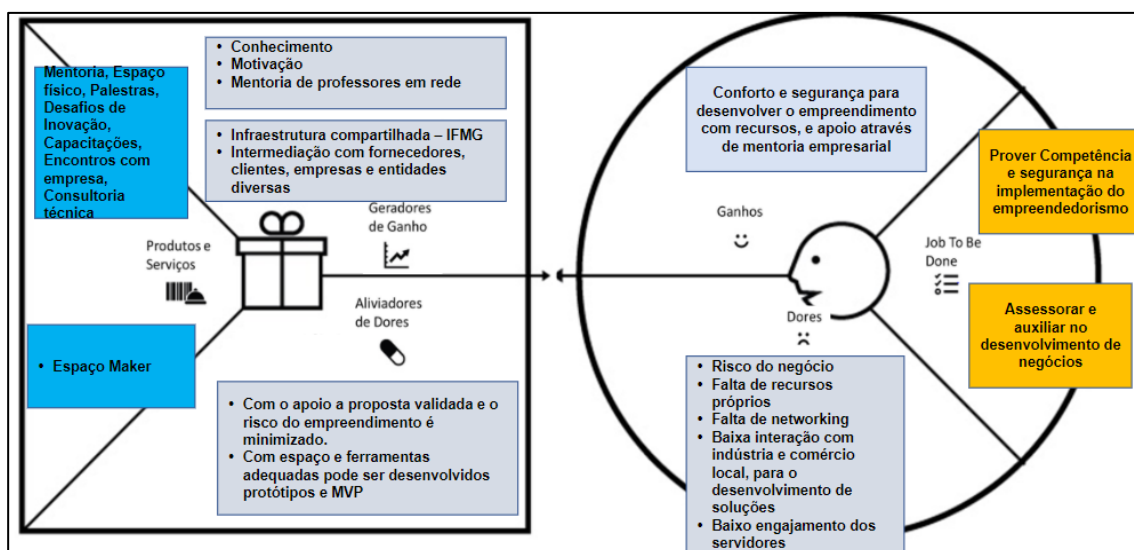 Mentoria, Espaço
físico, Palestras,
Desafios de
Inovação,
Capacitações,
Encontros com
empresa,
Consultoria
técnica
• Conhecimento
• Motivação
• Mentoria de professores em rede
• Infraestrutura compartilhada – IFMG
• Intermediação com fornecedores,
clientes, empresas e entidades
diversas
Geradores
de Ganho
Produtos e
Serviços
Aliviadores
de Dores
• Espaço Maker
• Com o apoio a proposta validada e o
risco do empreendimento é
minimizado.
• Com espaço e ferramentas
adequadas pode ser desenvolvidos
protótipos e MVP
Conforto e segurança para
desenvolver o empreendimento
com recursos, e apoio através
de mentoria empresarial
Prover Competência
e segurança na
implementação do
empreendedorismo
Ganhos
Job To Be
Done
Dores
Assessorar e
auxiliar no
desenvolvimento de
negócios
• Risco do negócio
• Falta de recursos
próprios
• Falta de networking
• Baixa interação com
indústria e comércio
local, para o
desenvolvimento de
soluções
• Baixo engajamento dos
servidores